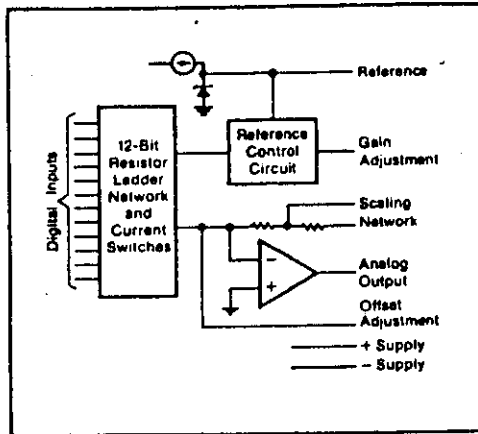 Digital Inputs
12-Bit
Resistor
Ladder
Network
and
Current
Switches
Reference
Control
Circuit
Reference
Gain
Adjustment
Scaling
Network
−
+
Analog
Output
Offset
Adjustment
+ Supply
− Supply